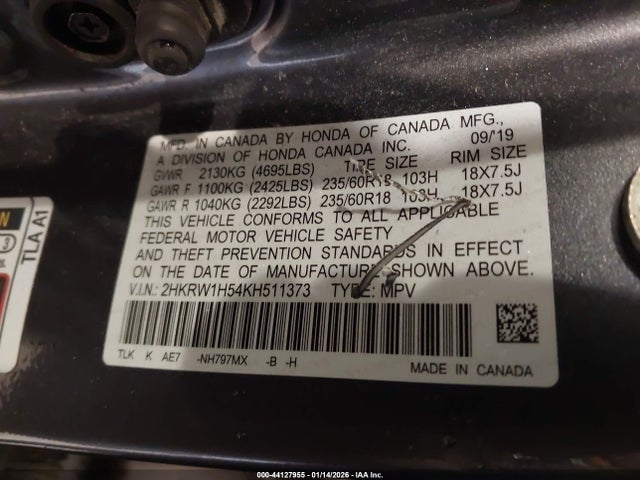 MFD. IN CANADA BY HONDA OF CANADA MFG.,
A DIVISION OF HONDA CANADA INC. 09/'19
GVWR 2130KG (4695LBS) TIRE SIZE RIM SIZE
GAWR F 1100KG (2425LBS) 235/60R18 103H 18X7.5J
GAWR R 1040KG (2292LBS) 235/60R18 103H 18X7.5J
THIS VEHICLE CONFORMS TO ALL APPLICABLE
FEDERAL MOTOR VEHICLE SAFETY
AND THEFT PREVENTION STANDARDS IN EFFECT
ON THE DATE OF MANUFACTURE SHOWN ABOVE.
V.I.N.: 2HKRW1H54KH511373 TYPE: MPV
TLK K AE7 -NH797MX -B -H
MADE IN CANADA
TLA A1
3
000-44127955 - 01/14/2026 - IAA Inc.